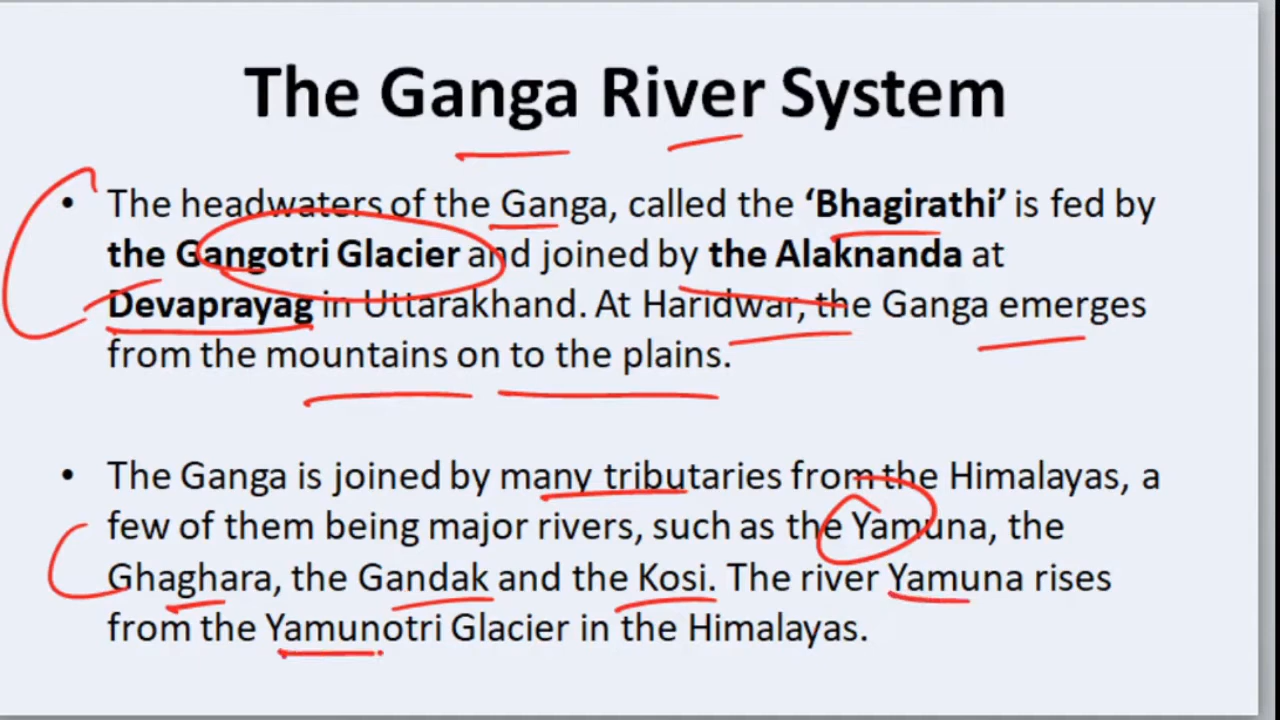 The Ganga River System
• The headwaters of the Ganga, called the ‘Bhagirathi’ is fed by
the Gangotri Glacier and joined by the Alaknanda at
Devaprayag in Uttarakhand. At Haridwar, the Ganga emerges
from the mountains on to the plains.
• The Ganga is joined by many tributaries from the Himalayas, a
few of them being major rivers, such as the Yamuna, the
Ghaghara, the Gandak and the Kosi. The river Yamuna rises
from the Yamunotri Glacier in the Himalayas.